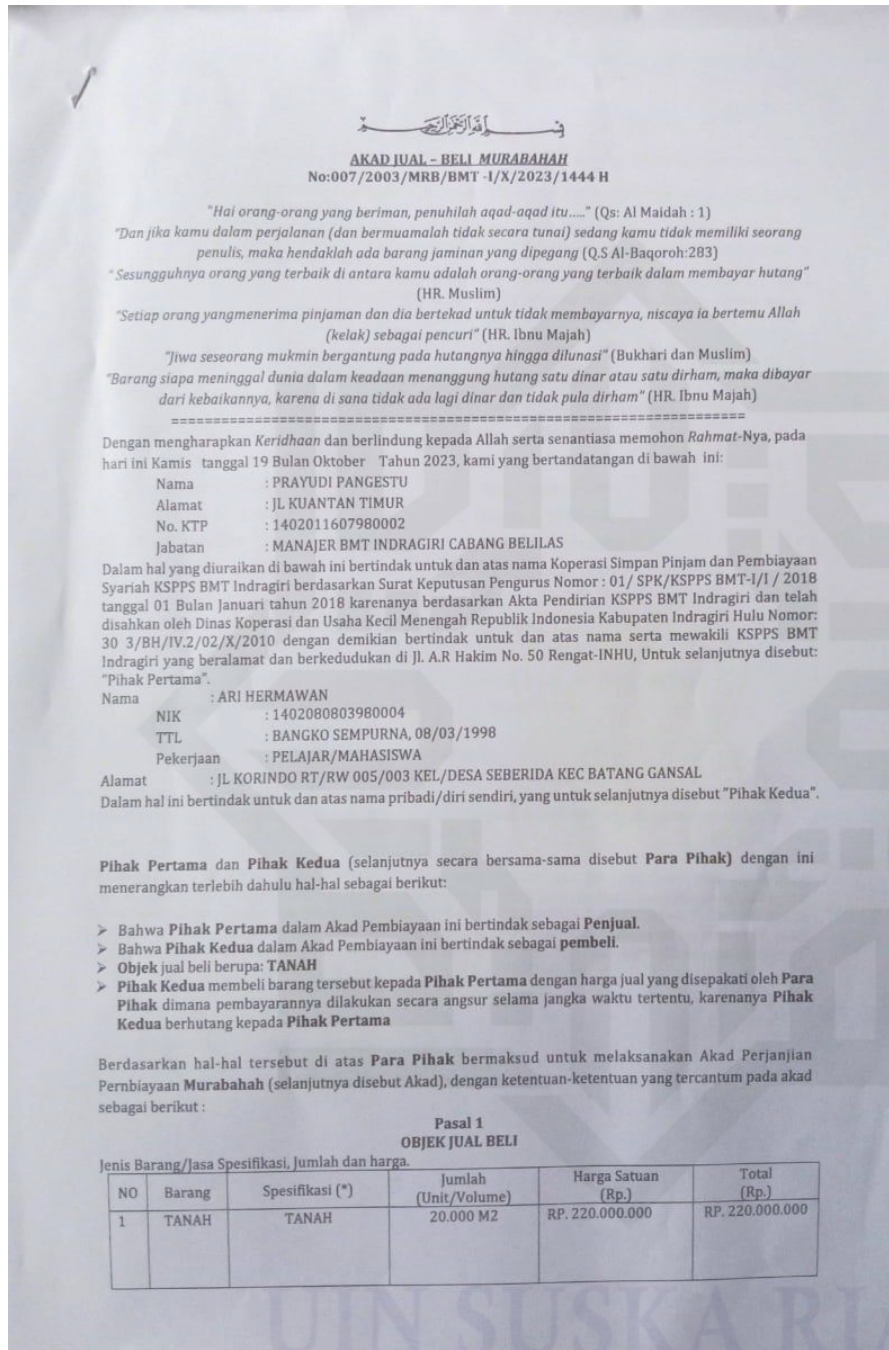 AKAD JUAL – BELI MURABAHAH
No:007/2003/MRB/BMT -I/X/2023/1444 H
"Hai orang-orang yang beriman, penuhilah aqad-aqad itu....." (Qs: Al Maidah : 1)
"Dan jika kamu dalam perjalanan (dan bermuamalah tidak secara tunai) sedang kamu tidak memiliki seorang
penulis, maka hendaklah ada barang jaminan yang dipegang (Q.S Al-Baqoroh:283)
"Sesungguhnya orang yang terbaik di antara kamu adalah orang-orang yang terbaik dalam membayar hutang"
(HR. Muslim)
"Setiap orang yangmenerima pinjaman dan dia bertekad untuk tidak membayarnya, niscaya ia bertemu Allah
(kelak) sebagai pencuri" (HR. Ibnu Majah)
"Jiwa seseorang mukmin bergantung pada hutangnya hingga dilunasi" (Bukhari dan Muslim)
"Barang siapa meninggal dunia dalam keadaan menanggung hutang satu dinar atau satu dirham, maka dibayar
dari kebaikannya, karena di sana tidak ada lagi dinar dan tidak pula dirham" (HR. Ibnu Majah)
=========================================================================
Dengan mengharapkan Keridhaan dan berlindung kepada Allah serta senantiasa memohon Rahmat-Nya, pada
hari ini Kamis tanggal 19 Bulan Oktober Tahun 2023, kami yang bertandatangan di bawah ini:
Nama : PRAYUDI PANGESTU
Alamat : JL KUANTAN TIMUR
No. KTP : 1402011607980002
Jabatan : MANAJER BMT INDRAGIRI CABANG BELILAS
Dalam hal yang diuraikan di bawah ini bertindak untuk dan atas nama Koperasi Simpan Pinjam dan Pembiayaan
Syariah KSPPS BMT Indragiri berdasarkan Surat Keputusan Pengurus Nomor : 01/ SPK/KSPPS BMT-I/I / 2018
tanggal 01 Bulan Januari tahun 2018 karenanya berdasarkan Akta Pendirian KSPPS BMT Indragiri dan telah
disahkan oleh Dinas Koperasi dan Usaha Kecil Menengah Republik Indonesia Kabupaten Indragiri Hulu Nomor:
30 3/BH/IV.2/02/X/2010 dengan demikian bertindak untuk dan atas nama serta mewakili KSPPS BMT
Indragiri yang beralamat dan berkedudukan di Jl. A.R Hakim No. 50 Rengat-INHU, Untuk selanjutnya disebut:
"Pihak Pertama".
Nama : ARI HERMAWAN
NIK : 1402080803980004
TTL : BANGKO SEMPURNA, 08/03/1998
Pekerjaan : PELAJAR/MAHASISWA
Alamat : JL KORINDO RT/RW 005/003 KEL/DESA SEBERIDA KEC BATANG GANSAL
Dalam hal ini bertindak untuk dan atas nama pribadi/diri sendiri, yang untuk selanjutnya disebut "Pihak Kedua".
Pihak Pertama dan Pihak Kedua (selanjutnya secara bersama-sama disebut Para Pihak) dengan ini
menerangkan terlebih dahulu hal-hal sebagai berikut:
➢ Bahwa Pihak Pertama dalam Akad Pembiayaan ini bertindak sebagai Penjual.
➢ Bahwa Pihak Kedua dalam Akad Pembiayaan ini bertindak sebagai pembeli.
➢ Objek jual beli berupa: TANAH
➢ Pihak Kedua membeli barang tersebut kepada Pihak Pertama dengan harga jual yang disepakati oleh Para
Pihak dimana pembayarannya dilakukan secara angsur selama jangka waktu tertentu, karenanya Pihak
Kedua berhutang kepada Pihak Pertama
Berdasarkan hal-hal tersebut di atas Para Pihak bermaksud untuk melaksanakan Akad Perjanjian
Pernbiayaan Murabahah (selanjutnya disebut Akad), dengan ketentuan-ketentuan yang tercantum pada akad
sebagai berikut :
Pasal 1
OBJEK JUAL BELI
Jenis Barang/Jasa Spesifikasi, Jumlah dan harga.
NO Barang Spesifikasi (*) Jumlah (Unit/Volume) Harga Satuan (Rp.) Total (Rp.)
1 TANAH TANAH 20.000 M2 RP. 220.000.000 RP. 220.000.000
UIN SUSKA RIA